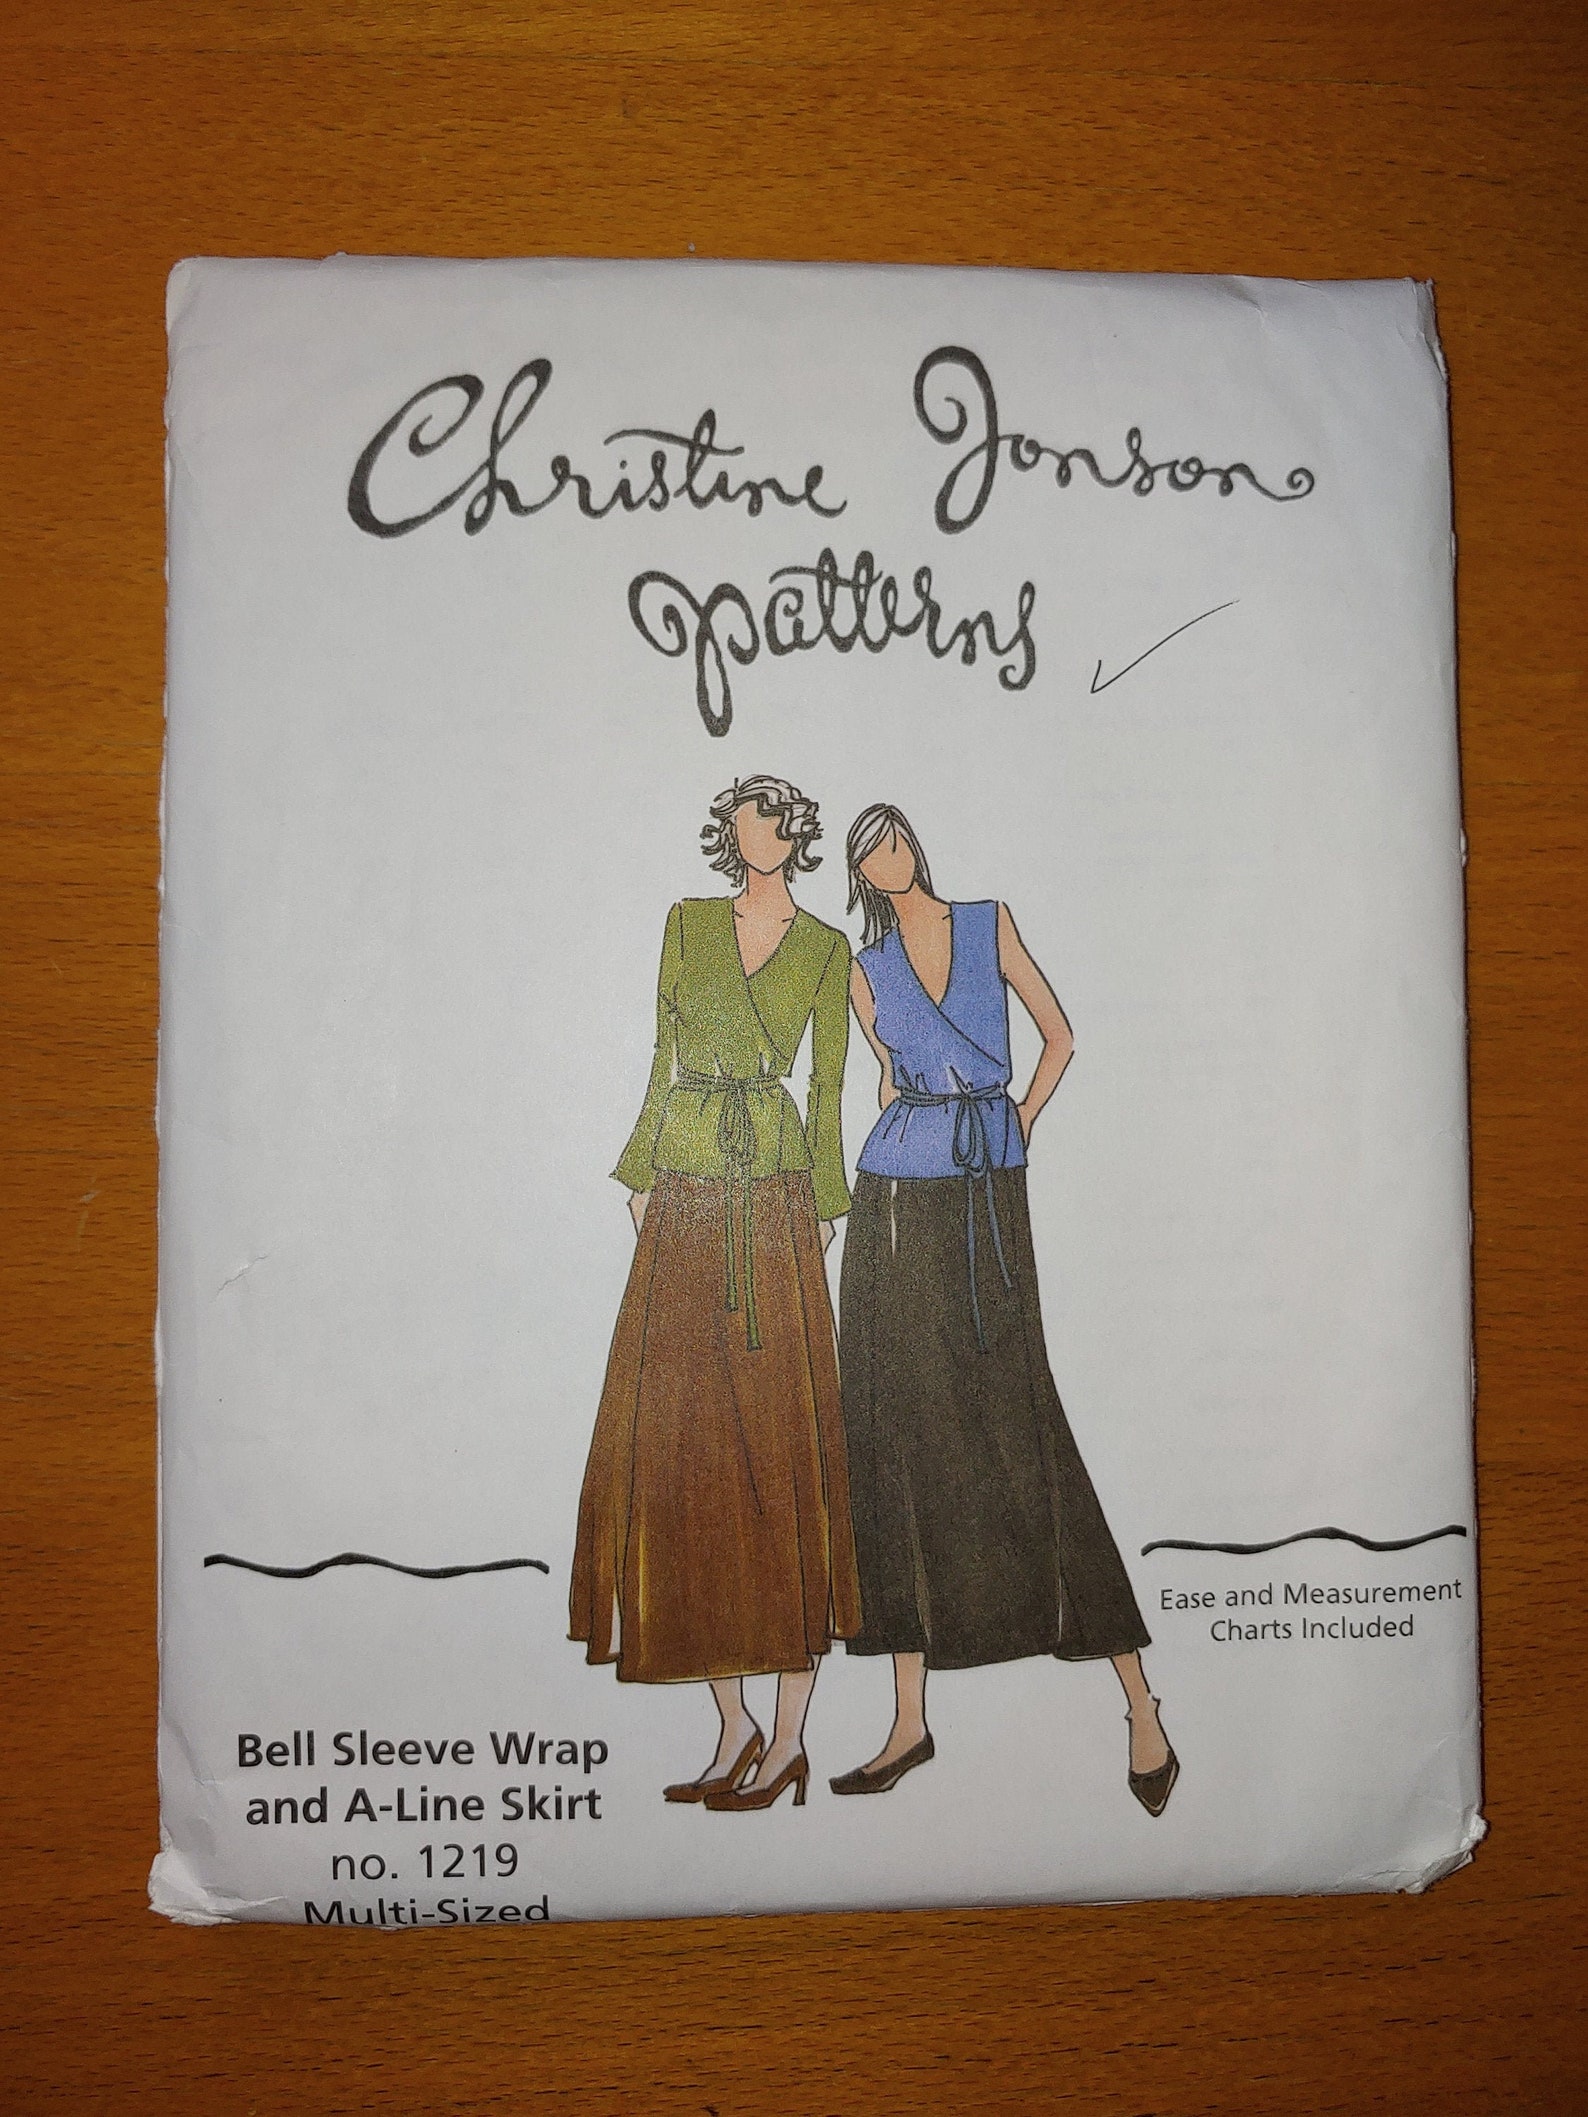 Christine Jonson
Patterns
Ease and Measurement
Charts Included
Bell Sleeve Wrap
and A-Line Skirt
no. 1219
Multi-Sized